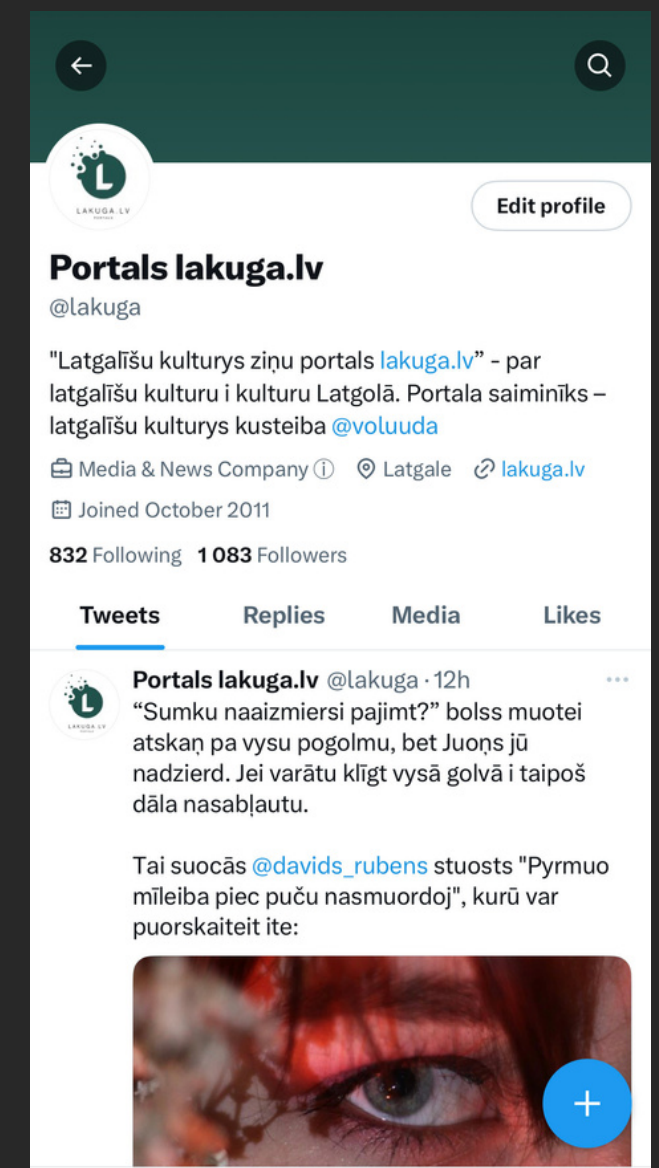 L
LAKUGA.LV
PORTALS
Edit profile
Portals lakuga.lv
@lakuga
"Latgalīšu kulturys ziņu portals lakuga.lv” - par
latgalīšu kulturu i kulturu Latgolā. Portala saiminīks –
latgalīšu kulturys kusteiba @voluuda
Media & News Company Latgale lakuga.lv
Joined October 2011
832 Following 1 083 Followers
Tweets Replies Media Likes
L
LAKUGA.LV
Portals lakuga.lv @lakuga · 12h
“Sumku naaizmiersi pajimt?” bolss muotei
atskaņ pa vysu pogolmu, bet Juoņs jū
nadzierd. Jei varātu klīgt vysā golvā i taipoš
dāla nasabļautu.
Tai suocās @davids_rubens stuosts "Pyrmuo
mīleiba piec puču nasmuordoj", kurū var
puorskaiteit ite: